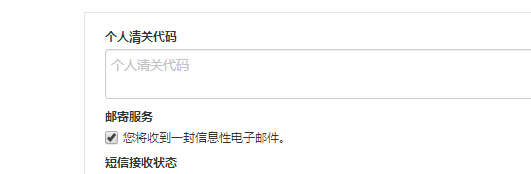 个人清关代码
个人清关代码
邮寄服务
您将收到一封信息性电子邮件。
短信接收状态